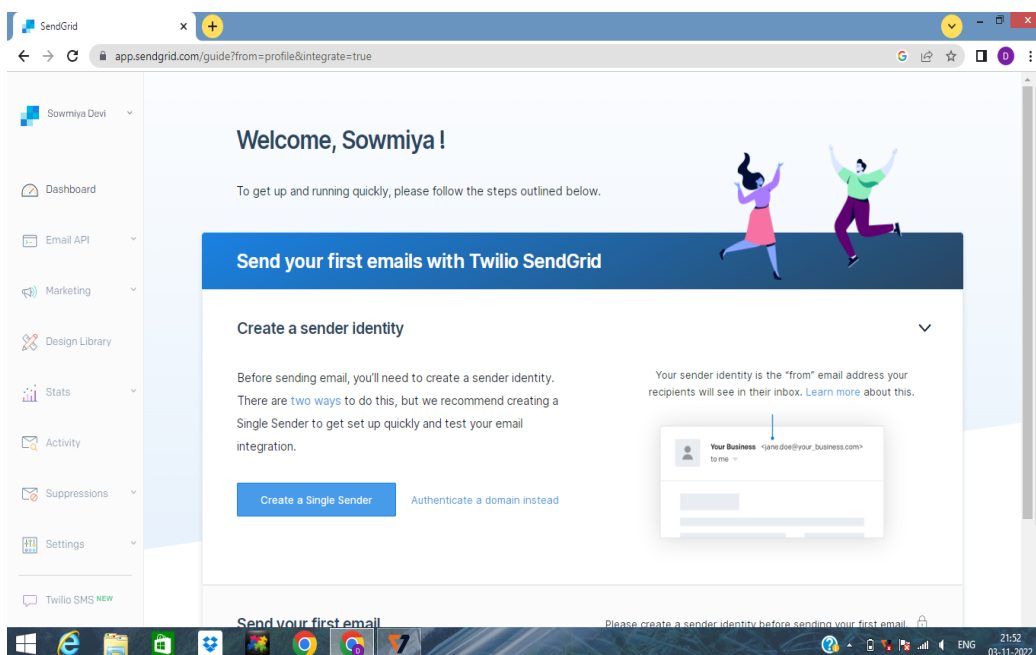 SendGrid
app.sendgrid.com/guide?from=profile&integrate=true
D
Sowmiya Devi
Dashboard
Email API
Marketing
Design Library
Stats
Activity
Suppressions
Settings
Twilio SMS NEW
Welcome, Sowmiya !
To get up and running quickly, please follow the steps outlined below.
Send your first emails with Twilio SendGrid
Create a sender identity
Before sending email, you'll need to create a sender identity.
There are two ways to do this, but we recommend creating a
Single Sender to get set up quickly and test your email
integration.
Create a Single Sender
Authenticate a domain instead
Your sender identity is the "from" email address your
recipients will see in their inbox. Learn more about this.
Your Business <jane.doe@your_business.com>
to me
Send your first email
Please create a sender identity before sending your first email.
ENG
21:52
03-11-2022